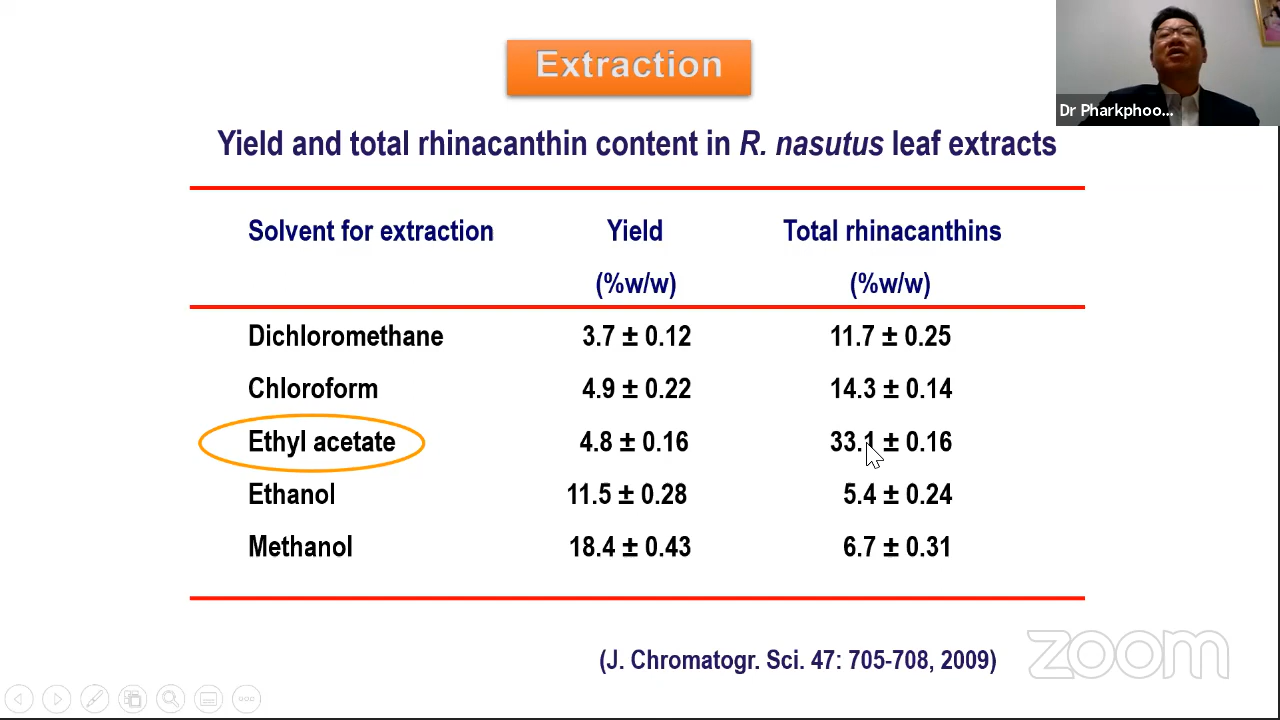 Extraction
Dr Pharkphoo...
Yield and total rhinacanthin content in R. nasutus leaf extracts
Solvent for extraction Yield Total rhinacanthins
(%w/w) (%w/w)
Dichloromethane 3.7 ± 0.12 11.7 ± 0.25
Chloroform 4.9 ± 0.22 14.3 ± 0.14
Ethyl acetate 4.8 ± 0.16 33.1 ± 0.16
Ethanol 11.5 ± 0.28 5.4 ± 0.24
Methanol 18.4 ± 0.43 6.7 ± 0.31
(J. Chromatogr. Sci. 47: 705-708, 2009)
zoom